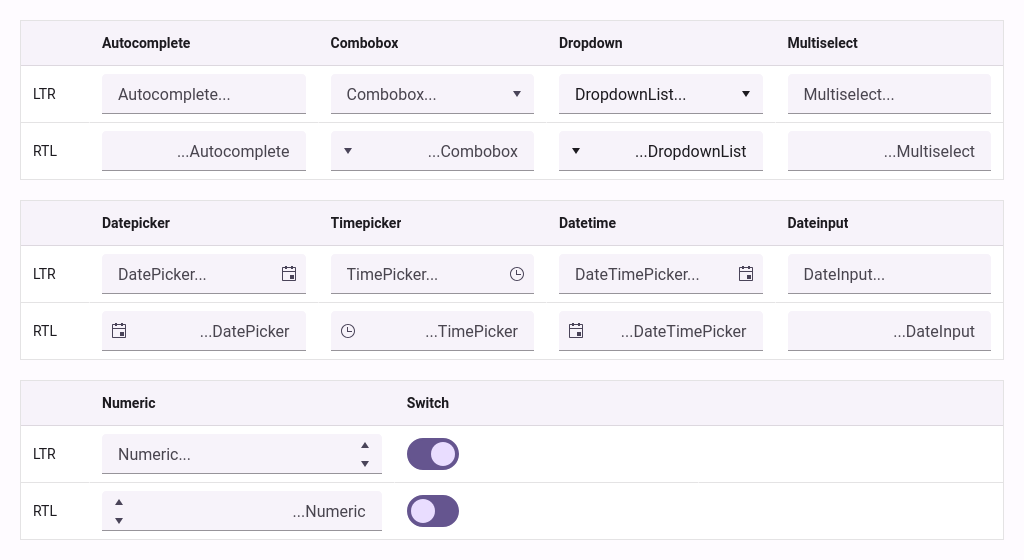 Autocomplete Combobox Dropdown Multiselect
LTR Autocomplete... Combobox... DropdownList... Multiselect...
RTL ...Autocomplete ...Combobox ...DropdownList ...Multiselect
Datepicker Timepicker Datetime Dateinput
LTR DatePicker... TimePicker... DateTimePicker... DateInput...
RTL ...DatePicker ...TimePicker ...DateTimePicker ...DateInput
Numeric Switch
LTR Numeric...
RTL ...Numeric